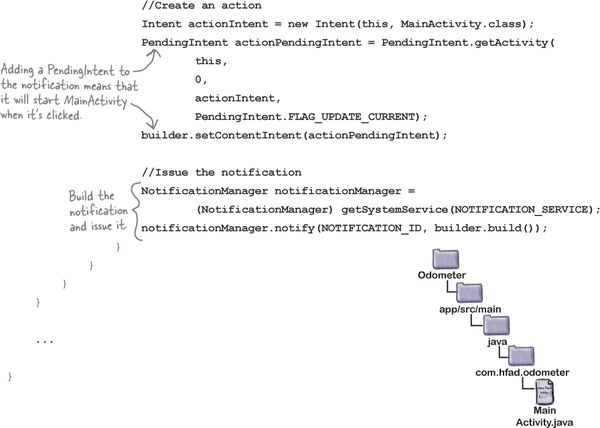 //Create an action
Intent actionIntent = new Intent(this, MainActivity.class);
PendingIntent actionPendingIntent = PendingIntent.getActivity(
this,
0,
actionIntent,
PendingIntent.FLAG_UPDATE_CURRENT);
builder.setContentIntent(actionPendingIntent);
Adding a PendingIntent to
the notification means that
it will start MainActivity
when it's clicked.
//Issue the notification
NotificationManager notificationManager =
(NotificationManager) getSystemService(NOTIFICATION_SERVICE);
notificationManager.notify(NOTIFICATION_ID, builder.build());
Build the
notification
and issue it.
}
}
}
}
...
}
Odometer
app/src/main
java
com.hfad.odometer
Main
Activity.java